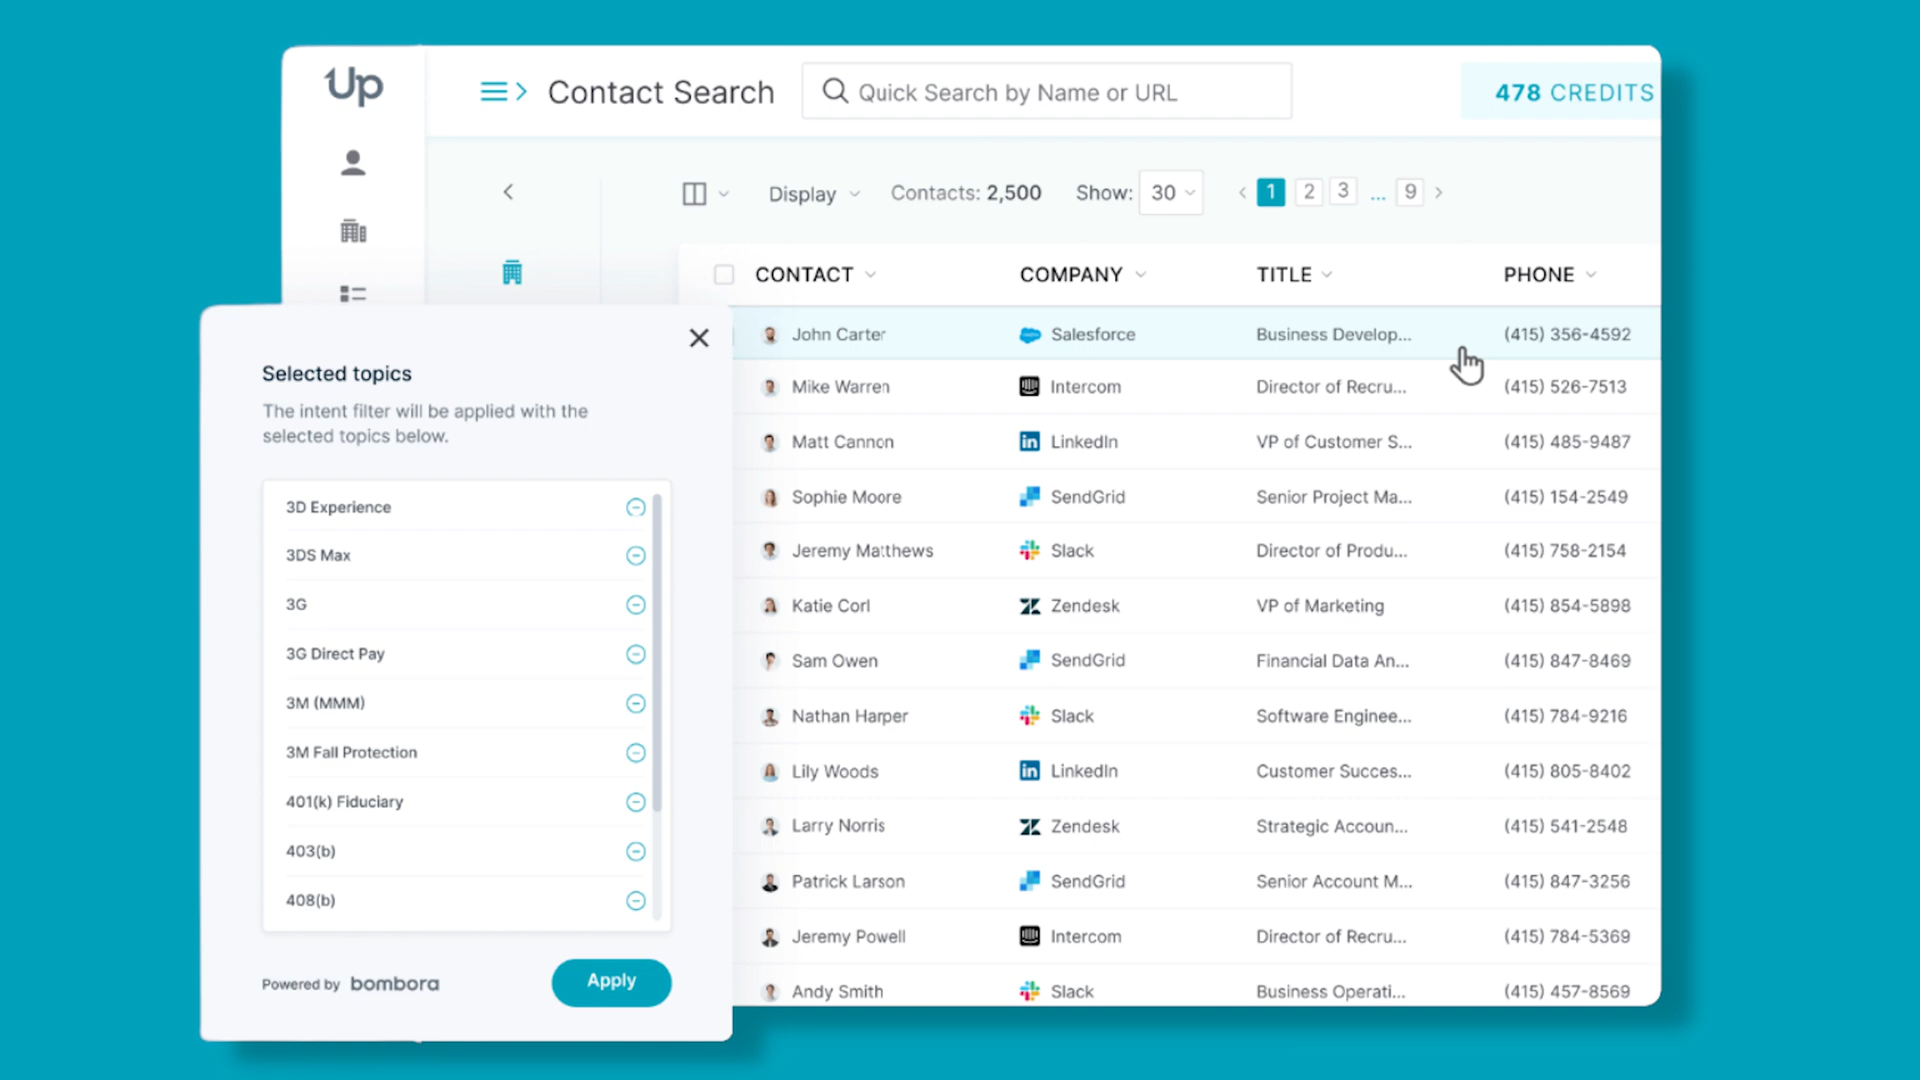 Up
Contact Search
Quick Search by Name or URL
478 CREDITS
Display
Contacts: 2,500
Show: 30
1 2 3 ... 9
CONTACT COMPANY TITLE PHONE
John Carter Salesforce Business Develop... (415) 356-4592
Mike Warren Intercom Director of Recru... (415) 526-7513
Matt Cannon LinkedIn VP of Customer S... (415) 485-9487
Sophie Moore SendGrid Senior Project Ma... (415) 154-2549
Jeremy Matthews Slack Director of Produ... (415) 758-2154
Katie Corl Zendesk VP of Marketing (415) 854-5898
Sam Owen SendGrid Financial Data An... (415) 847-8469
Nathan Harper Slack Software Enginee... (415) 784-9216
Lily Woods LinkedIn Customer Succes... (415) 805-8402
Larry Norris Zendesk Strategic Accoun... (415) 541-2548
Patrick Larson SendGrid Senior Account M... (415) 847-3256
Jeremy Powell Intercom Director of Recru... (415) 784-5369
Andy Smith Slack Business Operati... (415) 457-8569
Selected topics
The intent filter will be applied with the
selected topics below.
3D Experience
3DS Max
3G
3G Direct Pay
3M (MMM)
3M Fall Protection
401(k) Fiduciary
403(b)
408(b)
Powered by bombora
Apply